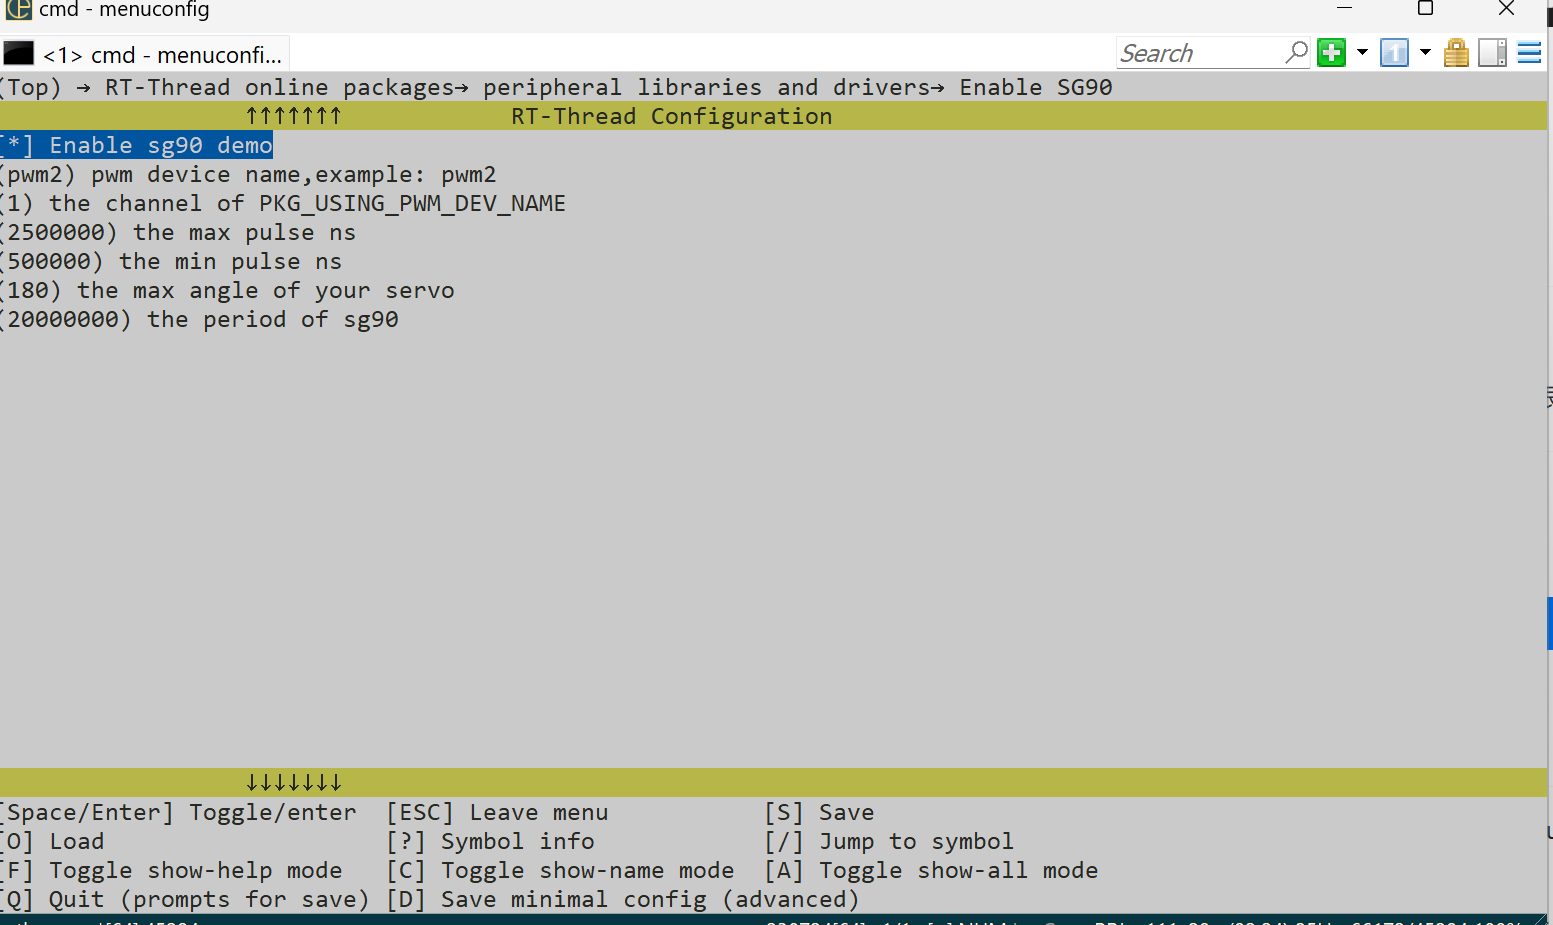 cmd - menuconfig
<1> cmd - menuconfi...
Search
1
(Top) → RT-Thread online packages→ peripheral libraries and drivers→ Enable SG90
↑↑↑↑↑↑↑ RT-Thread Configuration
[*] Enable sg90 demo
(pwm2) pwm device name,example: pwm2
(1) the channel of PKG_USING_PWM_DEV_NAME
(2500000) the max pulse ns
(500000) the min pulse ns
(180) the max angle of your servo
(20000000) the period of sg90
↓↓↓↓↓↓↓
[Space/Enter] Toggle/enter [ESC] Leave menu [S] Save
[O] Load [?] Symbol info [/] Jump to symbol
[F] Toggle show-help mode [C] Toggle show-name mode [A] Toggle show-all mode
[Q] Quit (prompts for save) [D] Save minimal config (advanced)